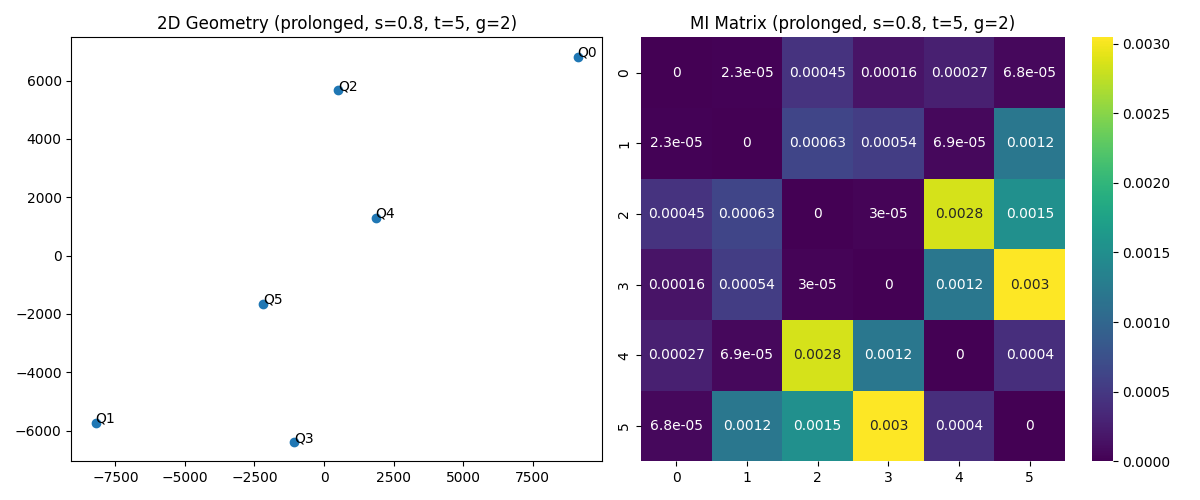 2D Geometry (prolonged, s=0.8, t=5, g=2)
6000
4000
2000
0
−2000
−4000
−6000
Q0
Q2
Q4
Q5
Q1
Q3
−7500 −5000 −2500 0 2500 5000 7500
MI Matrix (prolonged, s=0.8, t=5, g=2)
0 0 2.3e-05 0.00045 0.00016 0.00027 6.8e-05
1 2.3e-05 0 0.00063 0.00054 6.9e-05 0.0012
2 0.00045 0.00063 0 3e-05 0.0028 0.0015
3 0.00016 0.00054 3e-05 0 0.0012 0.003
4 0.00027 6.9e-05 0.0028 0.0012 0 0.0004
5 6.8e-05 0.0012 0.0015 0.003 0.0004 0
0 1 2 3 4 5
0.0030
0.0025
0.0020
0.0015
0.0010
0.0005
0.0000